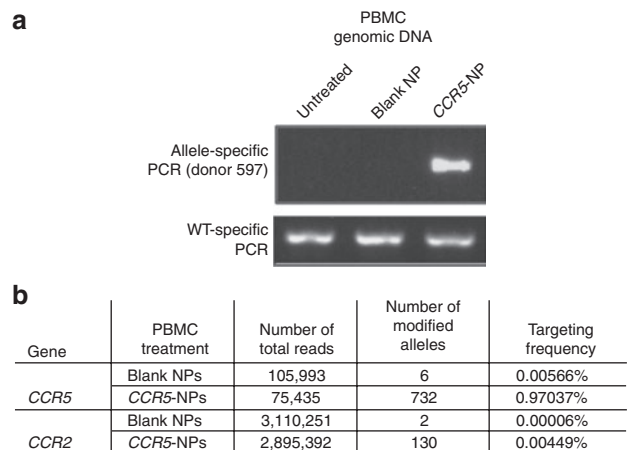 a
PBMC
genomic DNA
Untreated
Blank NP
CCR5-NP
Allele-specific
PCR (donor 597)
WT-specific
PCR
b
Gene PBMC treatment Number of total reads Number of modified alleles Targeting frequency
CCR5 Blank NPs 105,993 6 0.00566%
CCR5-NPs 75,435 732 0.97037%
CCR2 Blank NPs 3,110,251 2 0.00006%
CCR5-NPs 2,895,392 130 0.00449%